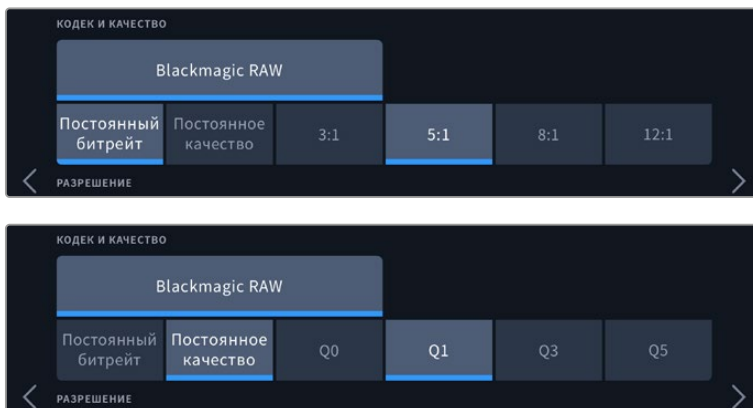 КОДЕК И КАЧЕСТВО
Blackmagic RAW
Постоянный битрейт Постоянное качество 3:1 5:1 8:1 12:1
РАЗРЕШЕНИЕ
КОДЕК И КАЧЕСТВО
Blackmagic RAW
Постоянный битрейт Постоянное качество Q0 Q1 Q3 Q5
РАЗРЕШЕНИЕ